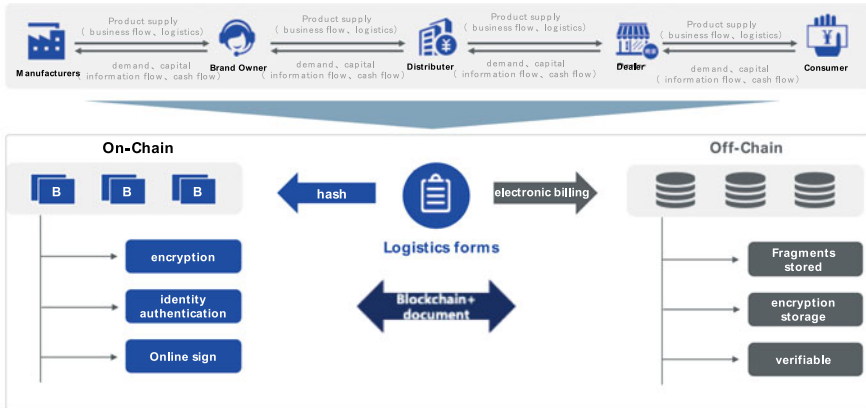 Product supply
( business flow, logistics)
Product supply
( business flow, logistics)
Product supply
( business flow, logistics)
Product supply
( business flow, logistics)
demand、capital
( information flow、cash flow)
demand、capital
( information flow、cash flow)
demand、capital
( information flow、cash flow)
demand、capital
( information flow、cash flow)
Manufacturers
Brand Owner
Distributer
Dealer
Consumer
¥
¥
On-Chain
Off-Chain
B
B
B
hash
electronic billing
Logistics forms
encryption
identity
authentication
Online sign
Blockchain+
document
Fragments
stored
encryption
storage
verifiable